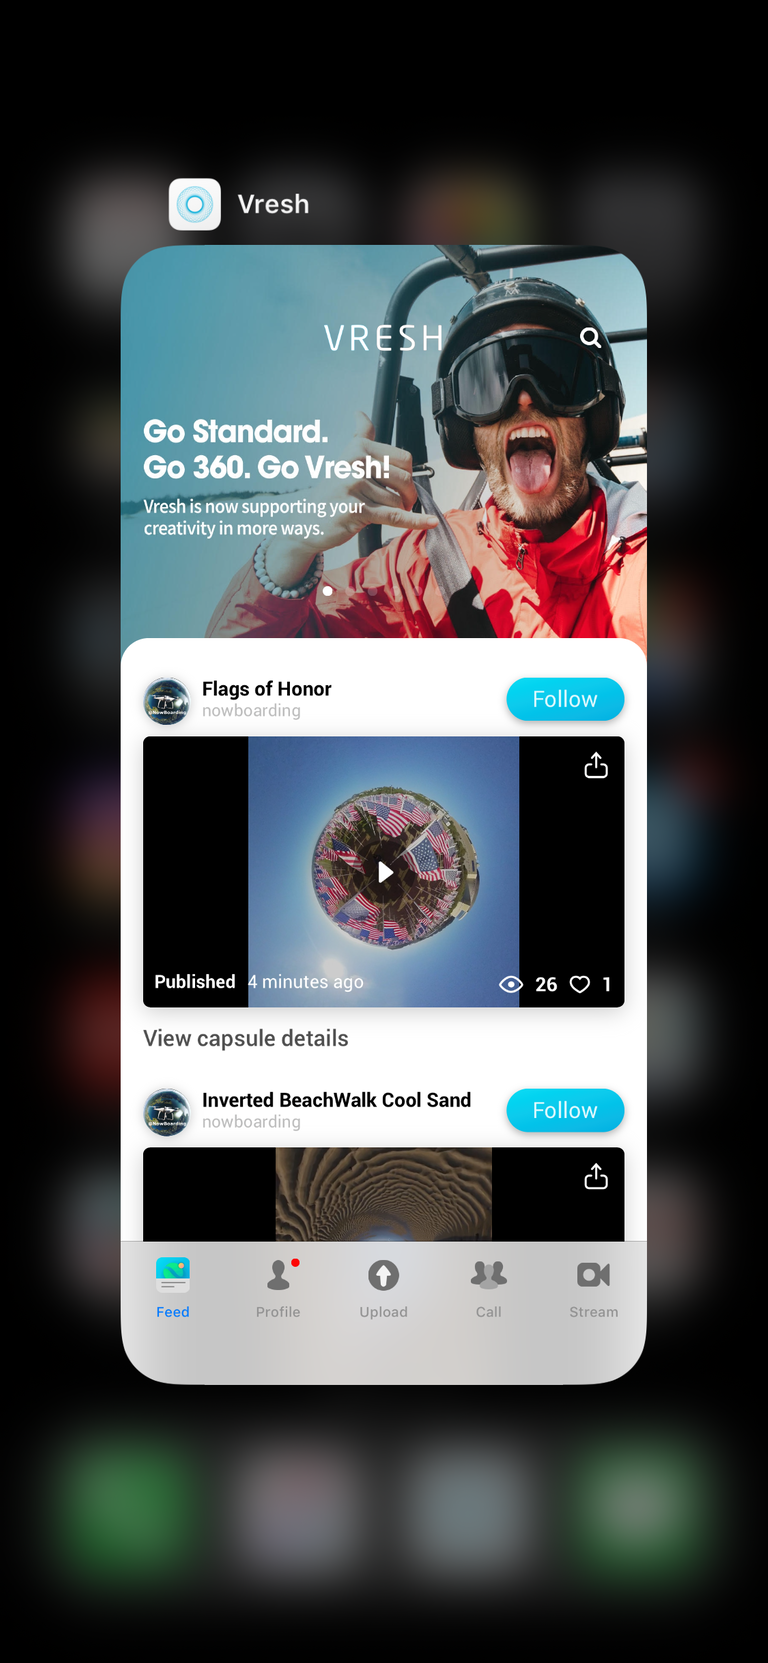 Vresh
VRESH
Go Standard.
Go 360. Go Vresh!
Vresh is now supporting your
creativity in more ways.
Flags of Honor
nowboarding
Follow
Published 4 minutes ago
26
1
View capsule details
Inverted BeachWalk Cool Sand
nowboarding
Follow
Feed
Profile
Upload
Call
Stream